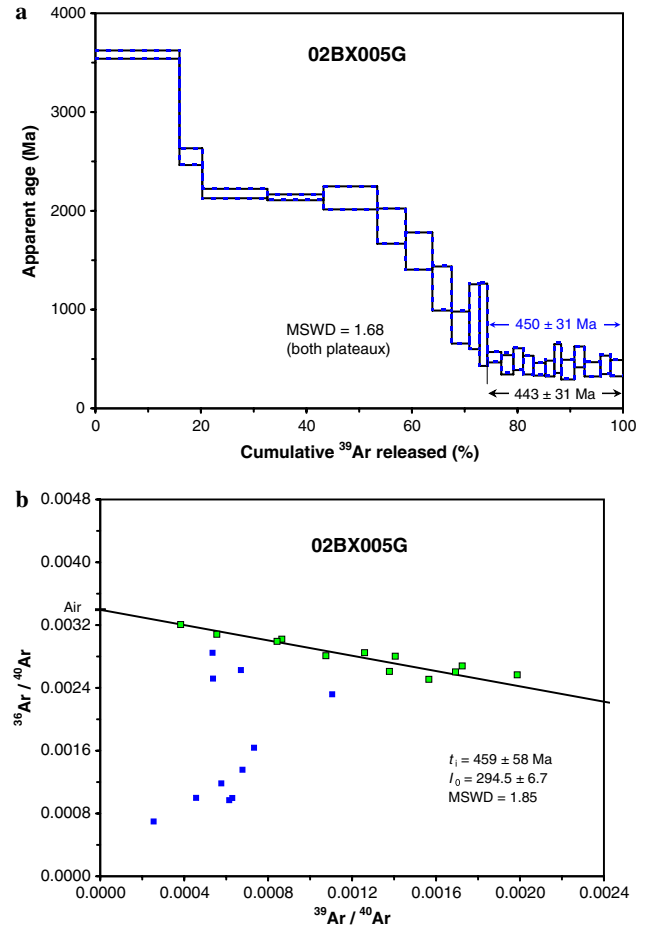 a
4000
02BX005G
3000
Apparent age (Ma)
2000
1000
MSWD = 1.68
(both plateaux)
450 ± 31 Ma
443 ± 31 Ma
0
0 20 40 60 80 100
Cumulative ³⁹Ar released (%)
b
0.0048
02BX005G
0.0040
Air
0.0032
³⁶Ar / ⁴⁰Ar
0.0024
0.0016
tᵢ = 459 ± 58 Ma
I₀ = 294.5 ± 6.7
MSWD = 1.85
0.0008
0.0000
0.0000 0.0004 0.0008 0.0012 0.0016 0.0020 0.0024
³⁹Ar / ⁴⁰Ar